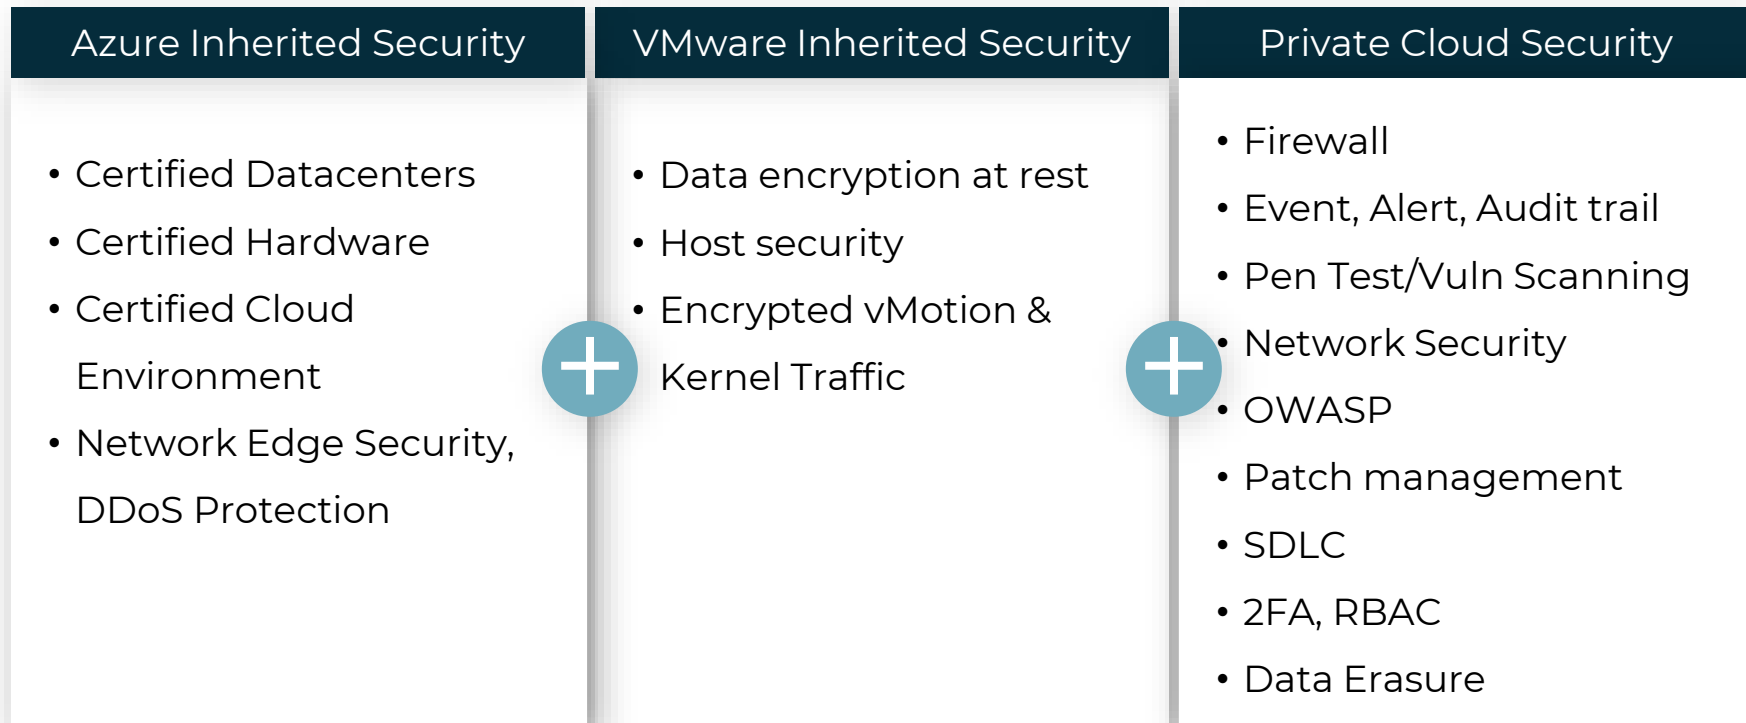 Azure Inherited Security
• Certified Datacenters
• Certified Hardware
• Certified Cloud
Environment
• Network Edge Security,
DDoS Protection
VMware Inherited Security
• Data encryption at rest
• Host security
• Encrypted vMotion &
Kernel Traffic
Private Cloud Security
• Firewall
• Event, Alert, Audit trail
• Pen Test/Vuln Scanning
• Network Security
• OWASP
• Patch management
• SDLC
• 2FA, RBAC
• Data Erasure